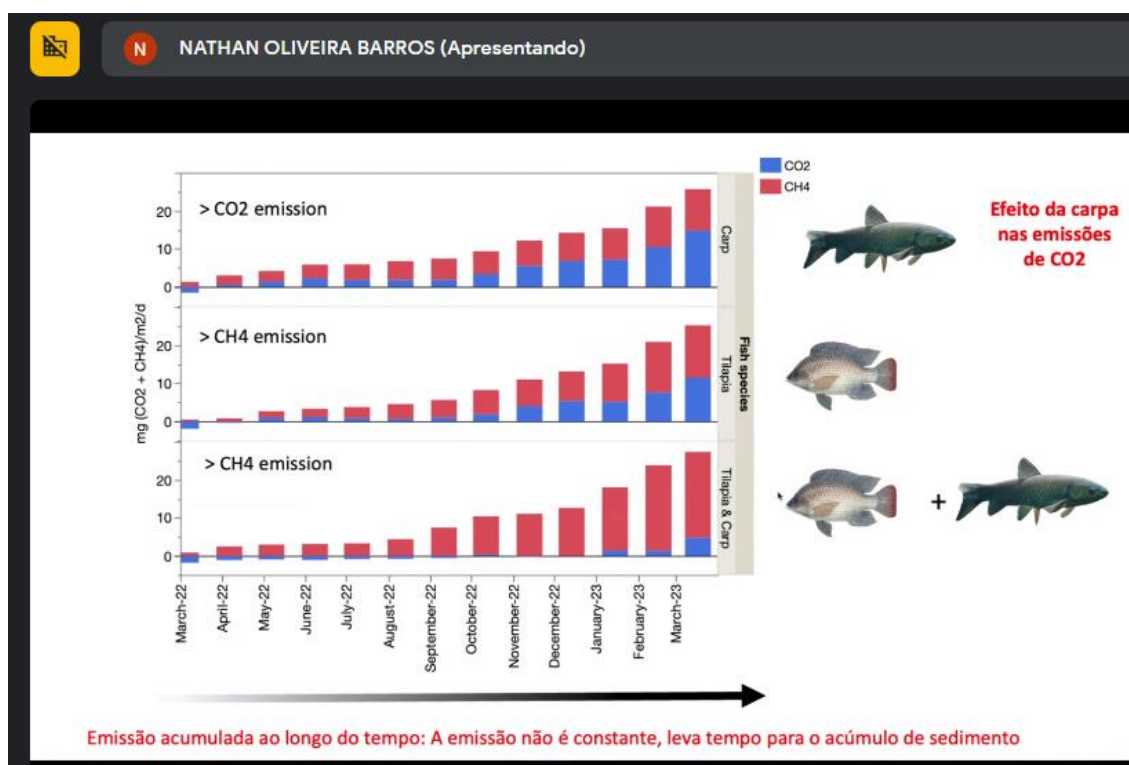 N
NATHAN OLIVEIRA BARROS (Apresentando)
CO2
CH4
Efeito da carpa
nas emissões
de CO2
mg (CO2 + CH4)/m2/d
20
10
0
> CO2 emission
Carp
20
10
0
> CH4 emission
Tilapia
20
10
0
> CH4 emission
Tilapia & Carp
Fish species
+
March-22
April-22
May-22
June-22
July-22
August-22
September-22
October-22
November-22
December-22
January-23
February-23
March-23
Emissão acumulada ao longo do tempo: A emissão não é constante, leva tempo para o acúmulo de sedimento